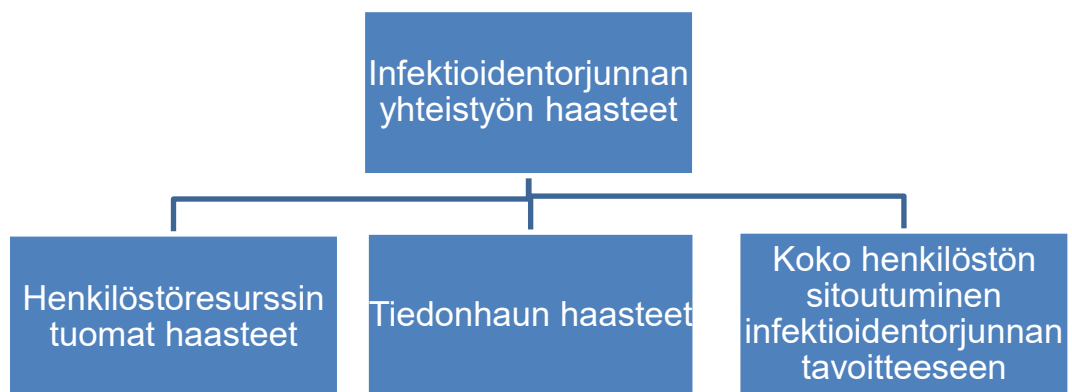 Infektioidentorjunnan
yhteistyön haasteet
Henkilöstöresurssin
tuomat haasteet
Tiedonhaun haasteet
Koko henkilöstön
sitoutuminen
infektioidentorjunnan
tavoitteeseen